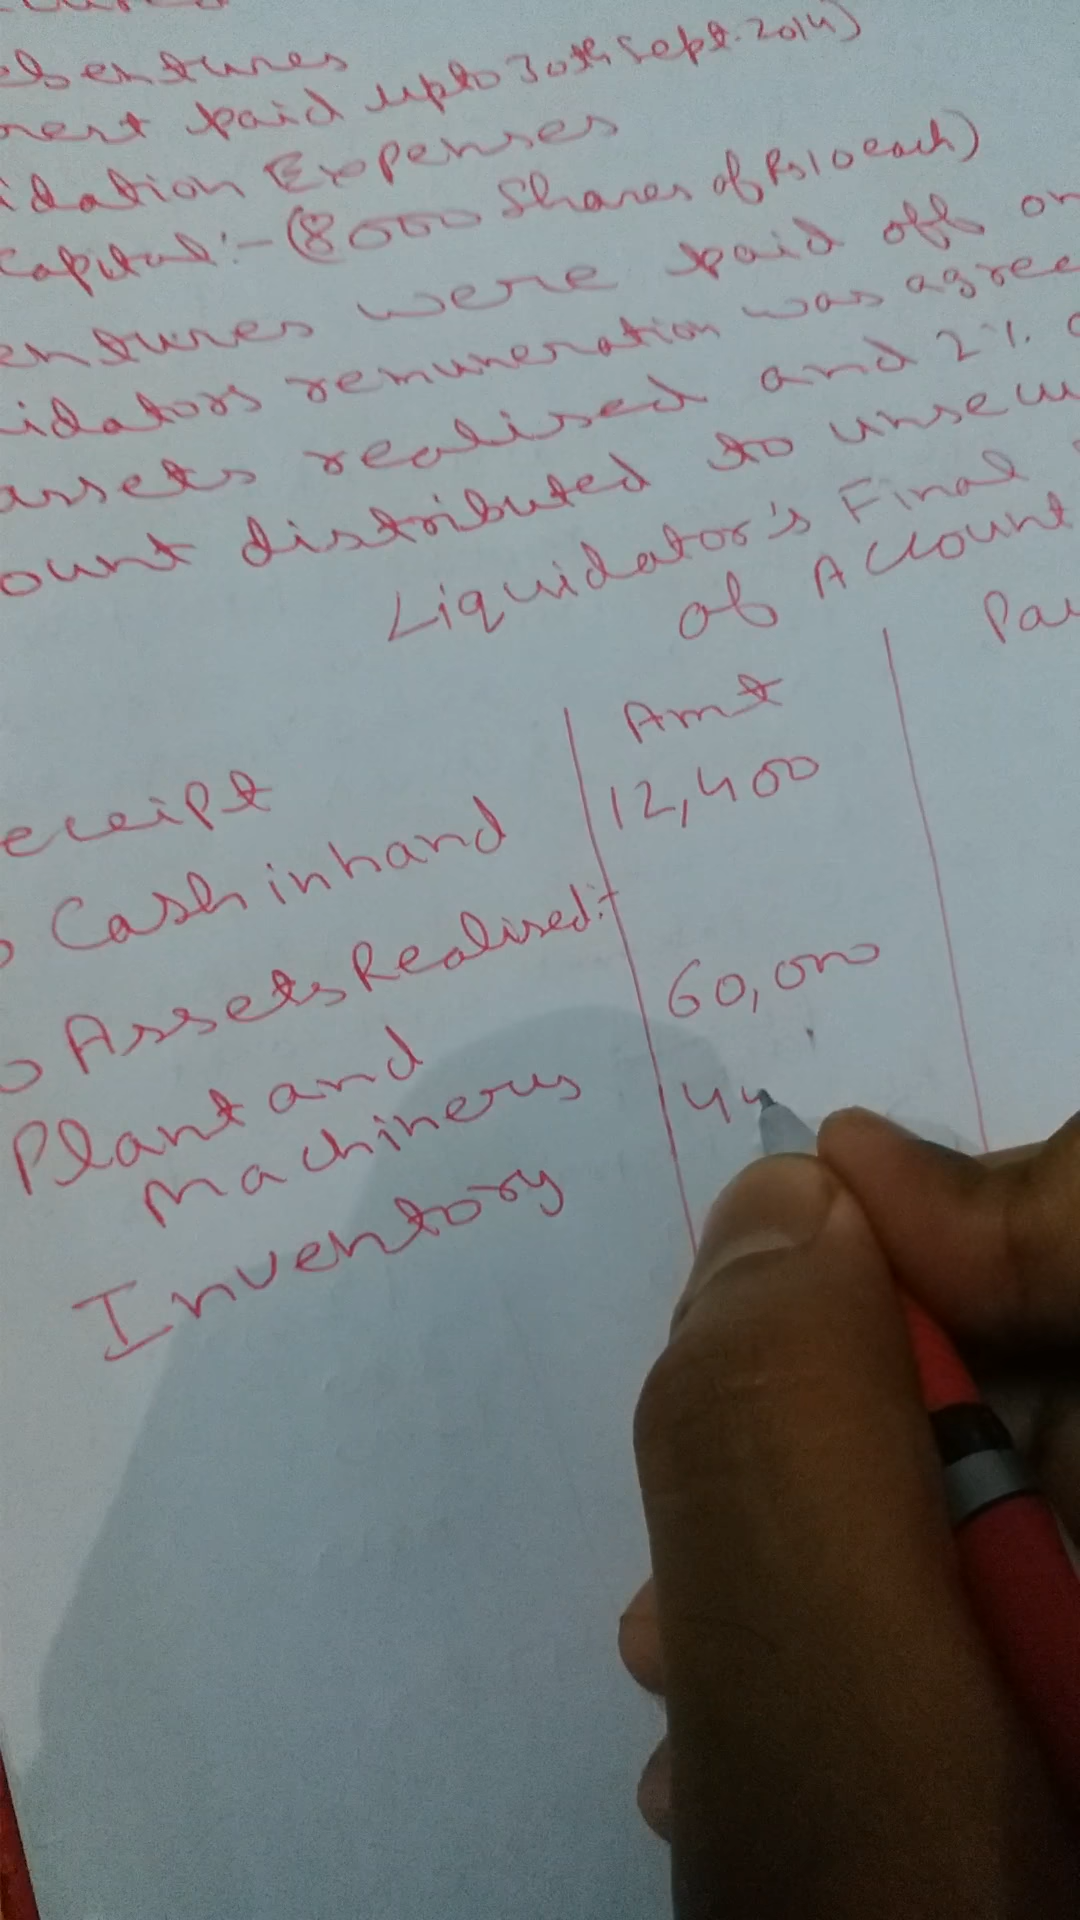 ebentures
rest paid upto 30th Sept. 2014)
idation Expenses
Capital:- (8000 Shares of Rs10 each)
entures were paid off on
idators remuneration was agree
assets realised and 2%
ount distributed to unsecu
Liquidator's Final
of Account
eceipt Amt Pa
Cash in hand 12,400
o Assets Realised:-
Plant and 60,000
Machinery
Inventory 44